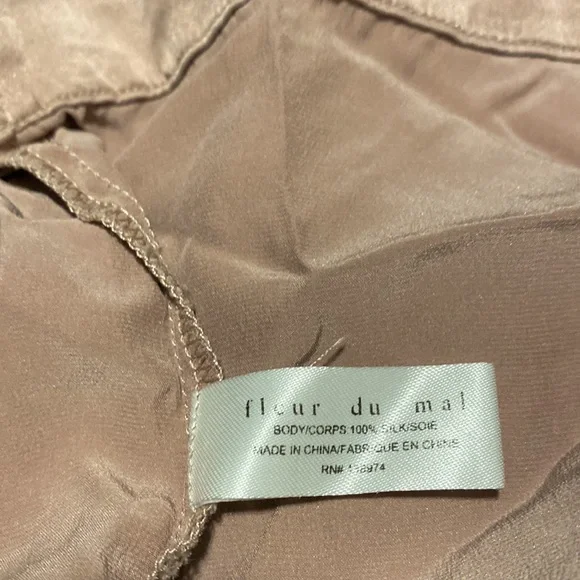 fleur du mal
BODY/CORPS:100% SILK/SOIE
MADE IN CHINA/FABRIQUE EN CHINE
RN#